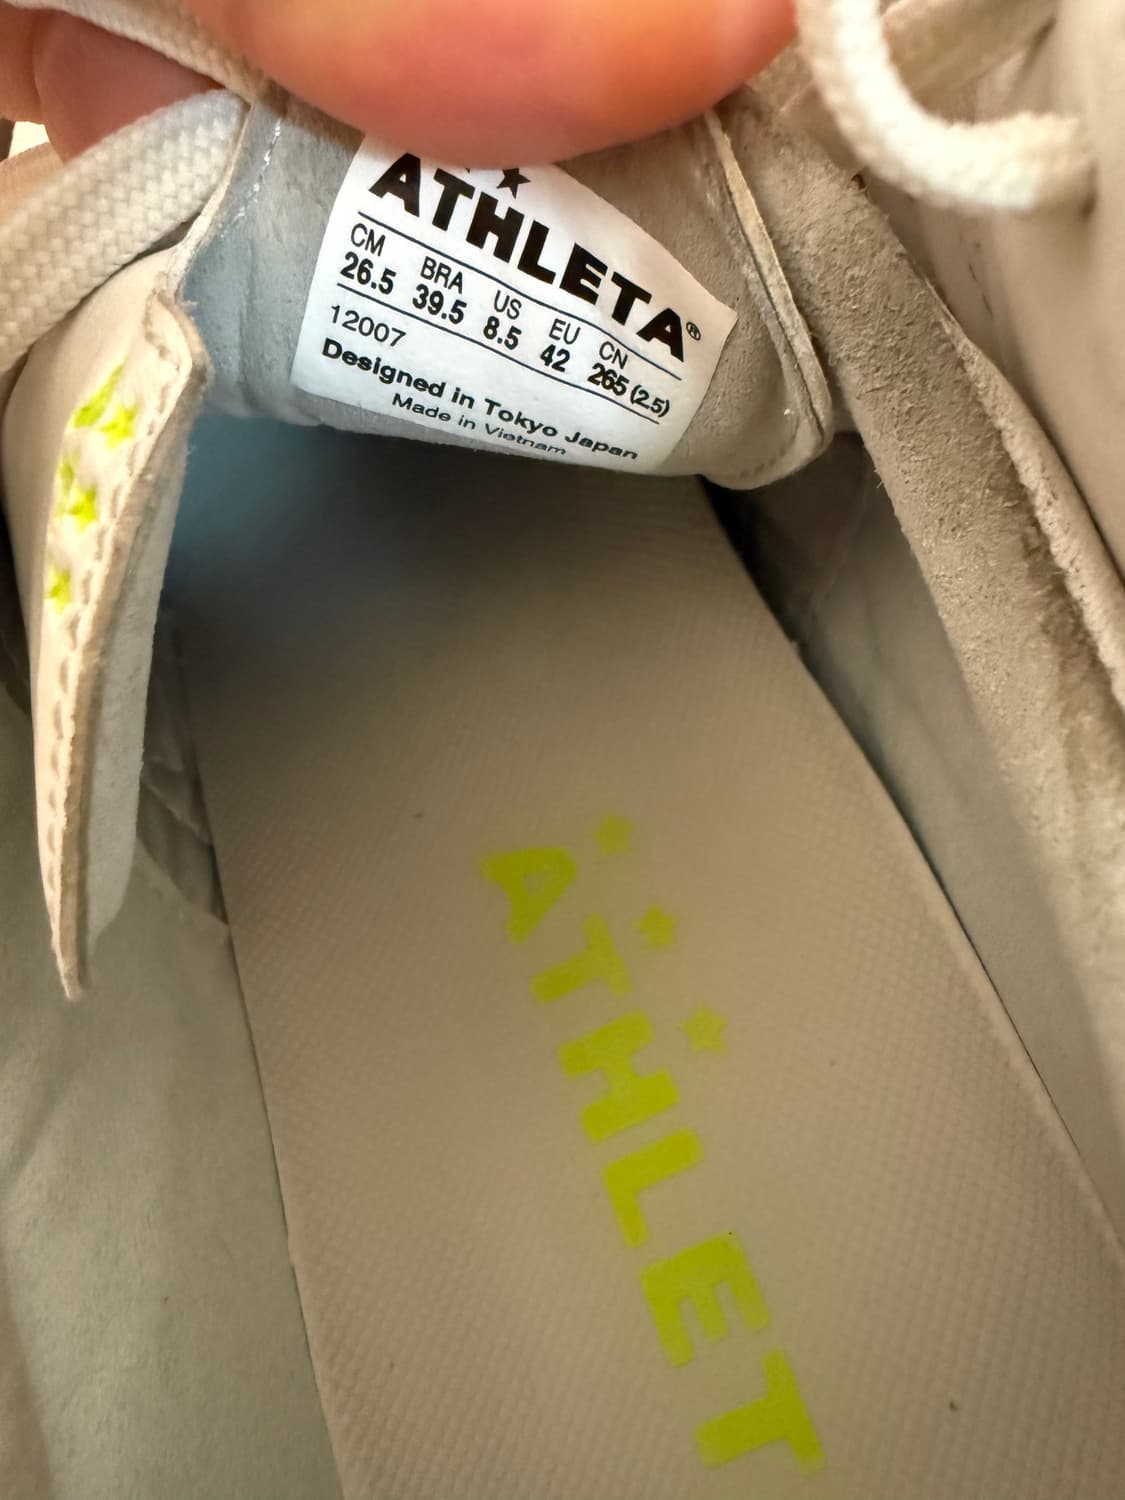 ATHLETA®
CM BRA US EU CN
26.5 39.5 8.5 42 265 (2.5)
12007
Designed in Tokyo Japan
Made in Vietnam
ATHLET